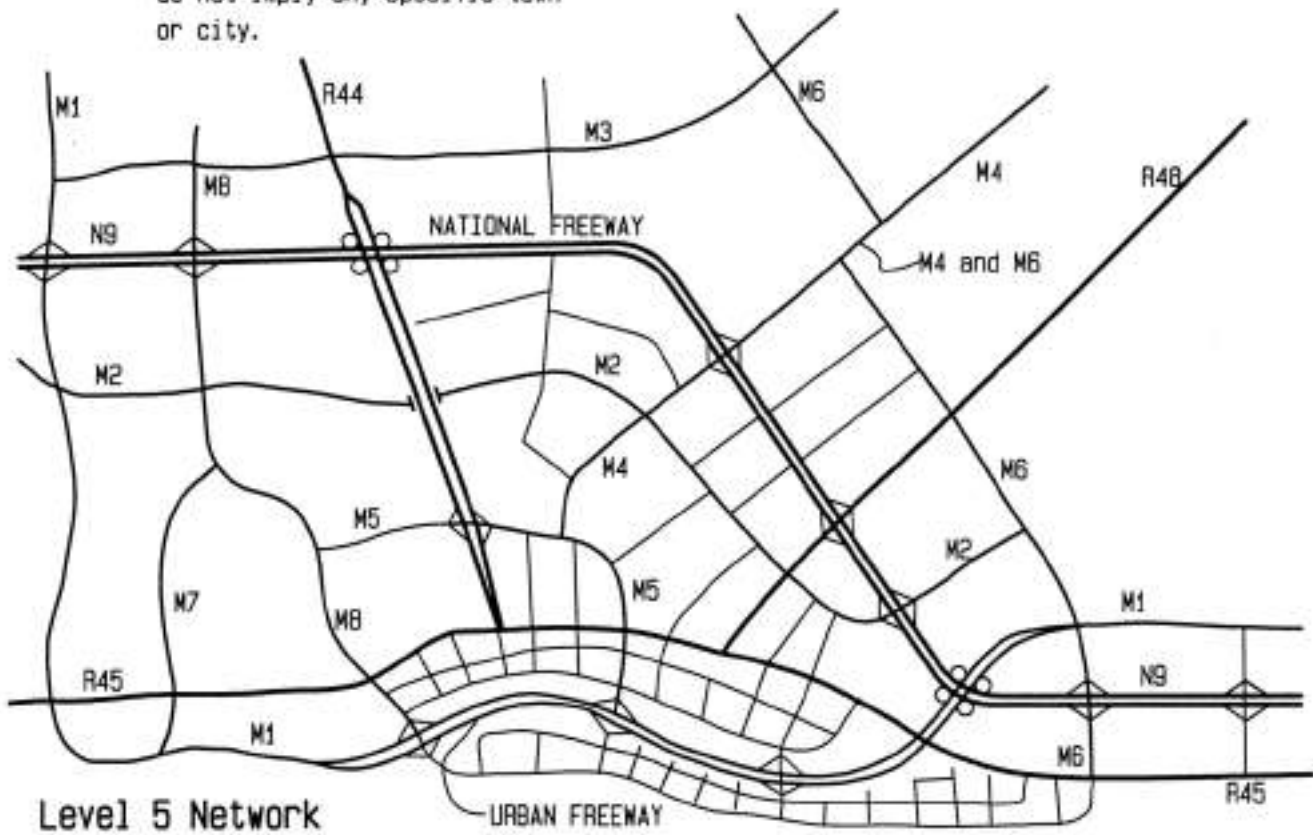 or city.
M1
R44
M3
M6
M8
M4
R48
N9
NATIONAL FREEWAY
M4 and M6
M2
M2
M4
M6
M5
M2
M7
M8
M5
M1
R45
N9
M1
M6
R45
Level 5 Network
URBAN FREEWAY